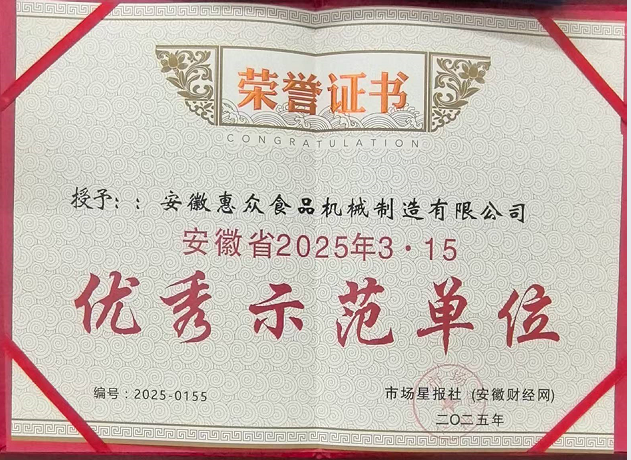 荣誉证书
CONGRATULATION
授予：：安徽惠众食品机械制造有限公司
安徽省2025年3·15
优秀示范单位
编号：2025-0155
市场星报社 (安徽财经网)
二〇二五年